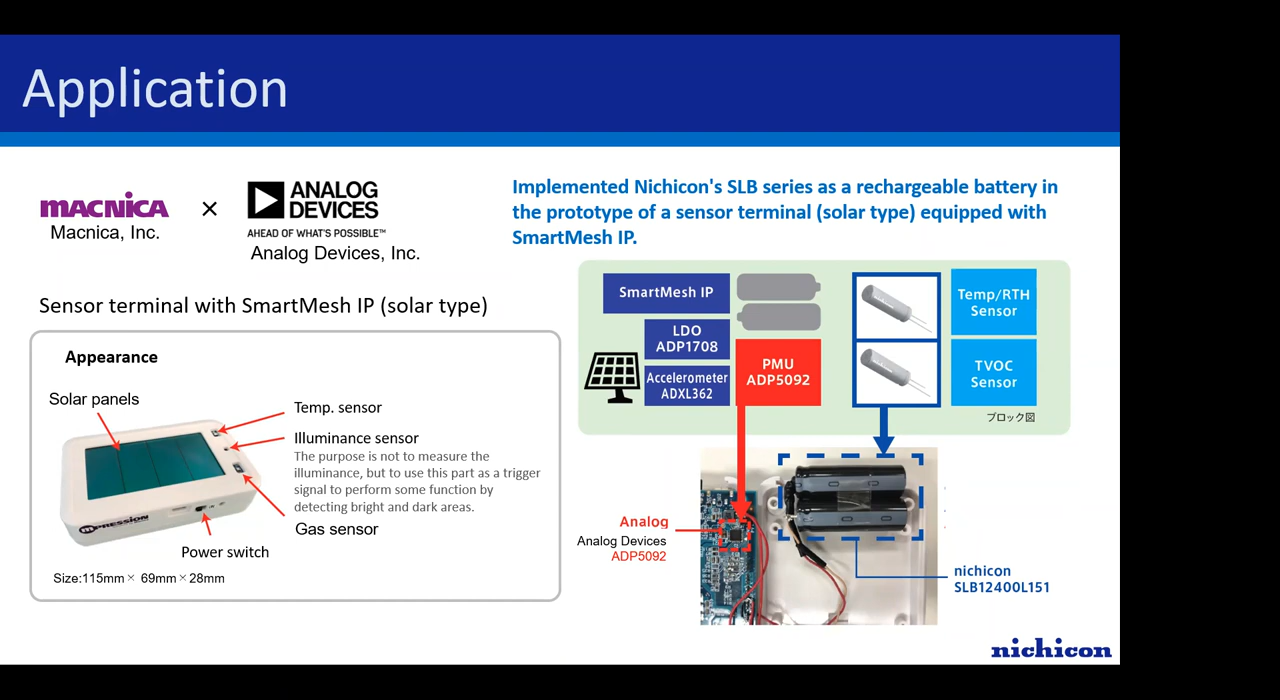 Application
MACNICA
Macnica, Inc.
×
ANALOG
DEVICES
AHEAD OF WHAT'S POSSIBLE™
Analog Devices, Inc.
Implemented Nichicon's SLB series as a rechargeable battery in
the prototype of a sensor terminal (solar type) equipped with
SmartMesh IP.
Sensor terminal with SmartMesh IP (solar type)
Appearance
Solar panels
Temp. sensor
Illuminance sensor
The purpose is not to measure the
illuminance, but to use this part as a trigger
signal to perform some function by
detecting bright and dark areas.
Gas sensor
Power switch
MPRESSION
Size:115mm× 69mm×28mm
SmartMesh IP
LDO
ADP1708
Accelerometer
ADXL362
PMU
ADP5092
Temp/RTH
Sensor
TVOC
Sensor
ブロック図
Analog
Analog Devices
ADP5092
nichicon
SLB12400L151
nichicon